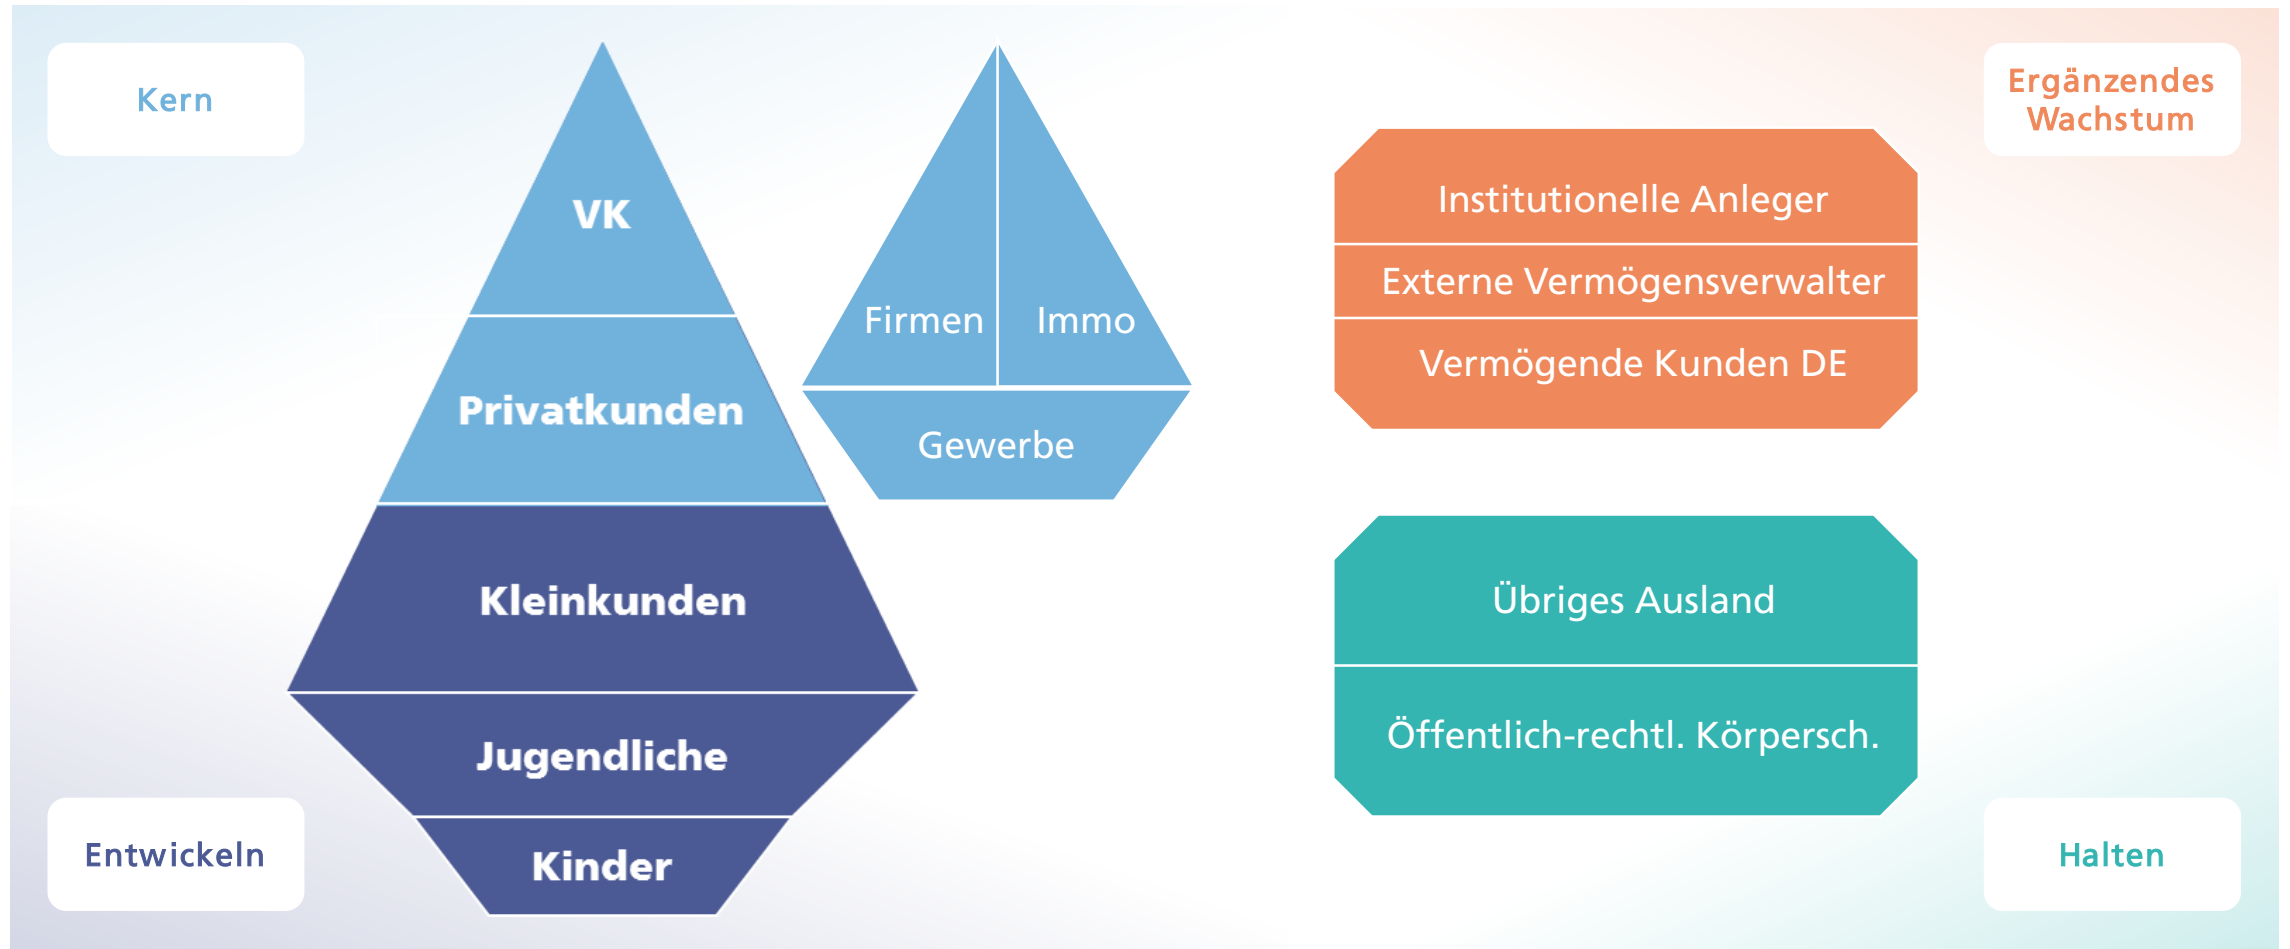 Kern
VK
Privatkunden
Firmen
Immo
Gewerbe
Ergänzendes
Wachstum
Institutionelle Anleger
Externe Vermögensverwalter
Vermögende Kunden DE
Entwickeln
Kleinkunden
Jugendliche
Kinder
Übriges Ausland
Öffentlich-rechtl. Körpersch.
Halten